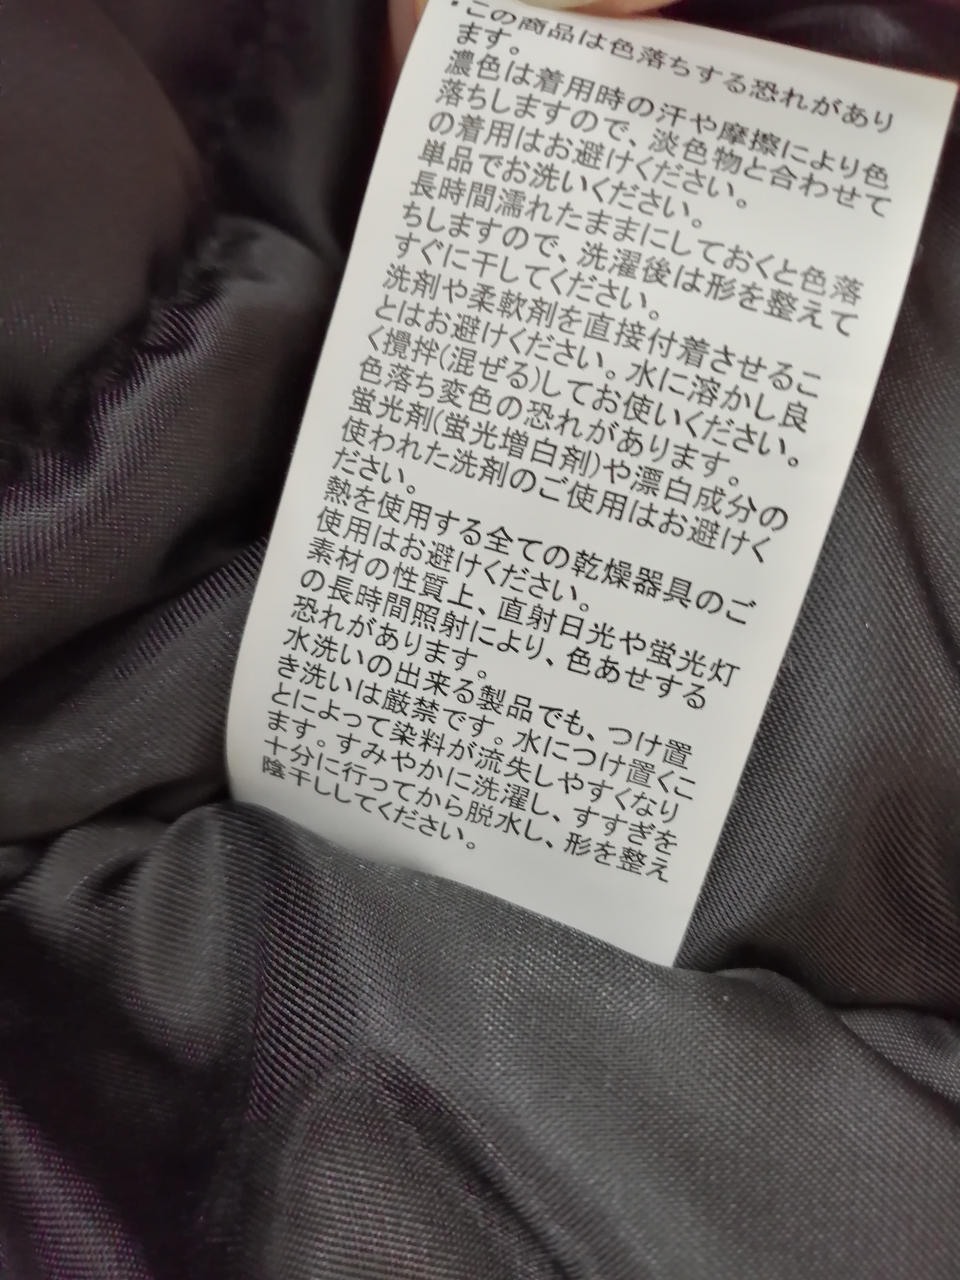 ・この商品は色落ちする恐れがあり
ます。
濃色は着用時の汗や摩擦により色
落ちしますので、淡色物と合わせて
の着用はお避けください。
単品でお洗いください。
長時間濡れたままにしておくと色落
ちしますので、洗濯後は形を整えて
すぐに干してください。
洗剤や柔軟剤を直接付着させるこ
とはお避けください。水に溶かし良
く攪拌(混ぜる)してお使いください。
色落ち変色の恐れがあります。
蛍光剤(蛍光増白剤)や漂白成分の
使われた洗剤のご使用はお避けく
ださい。
熱を使用する全ての乾燥器具のご
使用はお避けください。
素材の性質上、直射日光や蛍光灯
の長時間照射により、色あせする
恐れがあります。
水洗いの出来る製品でも、つけ置
き洗いは厳禁です。水につけ置くこ
とによって染料が流失しやすくなり
ます。すみやかに洗濯し、すすぎを
十分に行ってから脱水し、形を整え
陰干ししてください。